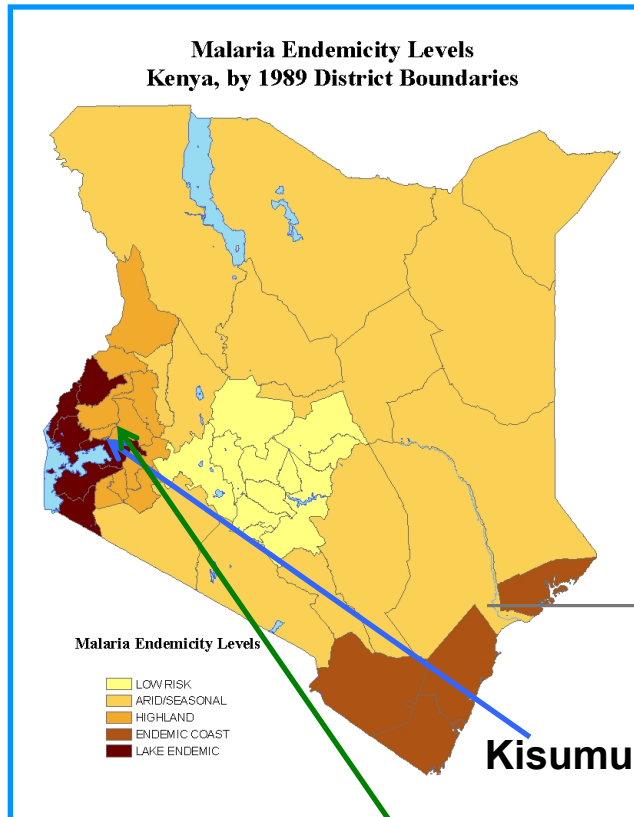 Malaria Endemicity Levels
Kenya, by 1989 District Boundaries
Malaria Endemicity Levels
LOW RISK
ARID/SEASONAL
HIGHLAND
ENDEMIC COAST
LAKE ENDEMIC
Kisumu